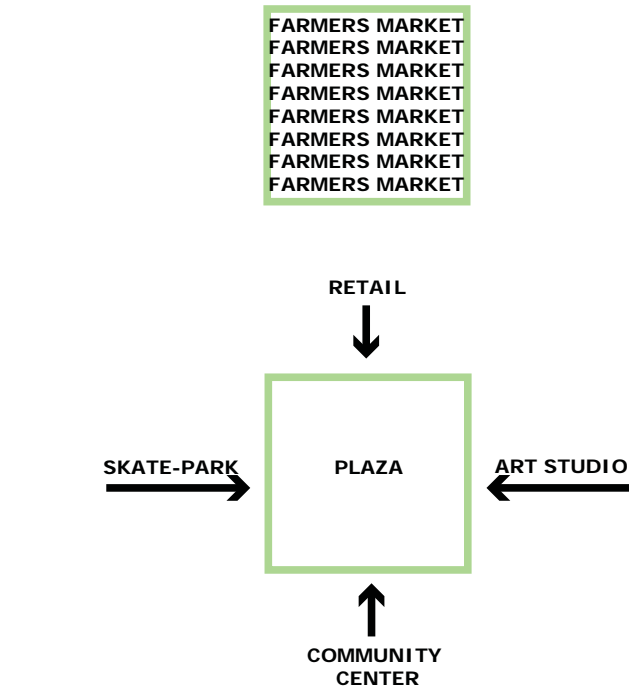 FARMERS MARKET
FARMERS MARKET
FARMERS MARKET
FARMERS MARKET
FARMERS MARKET
FARMERS MARKET
FARMERS MARKET
FARMERS MARKET
RETAIL
SKATE-PARK
PLAZA
ART STUDIO
COMMUNITY
CENTER